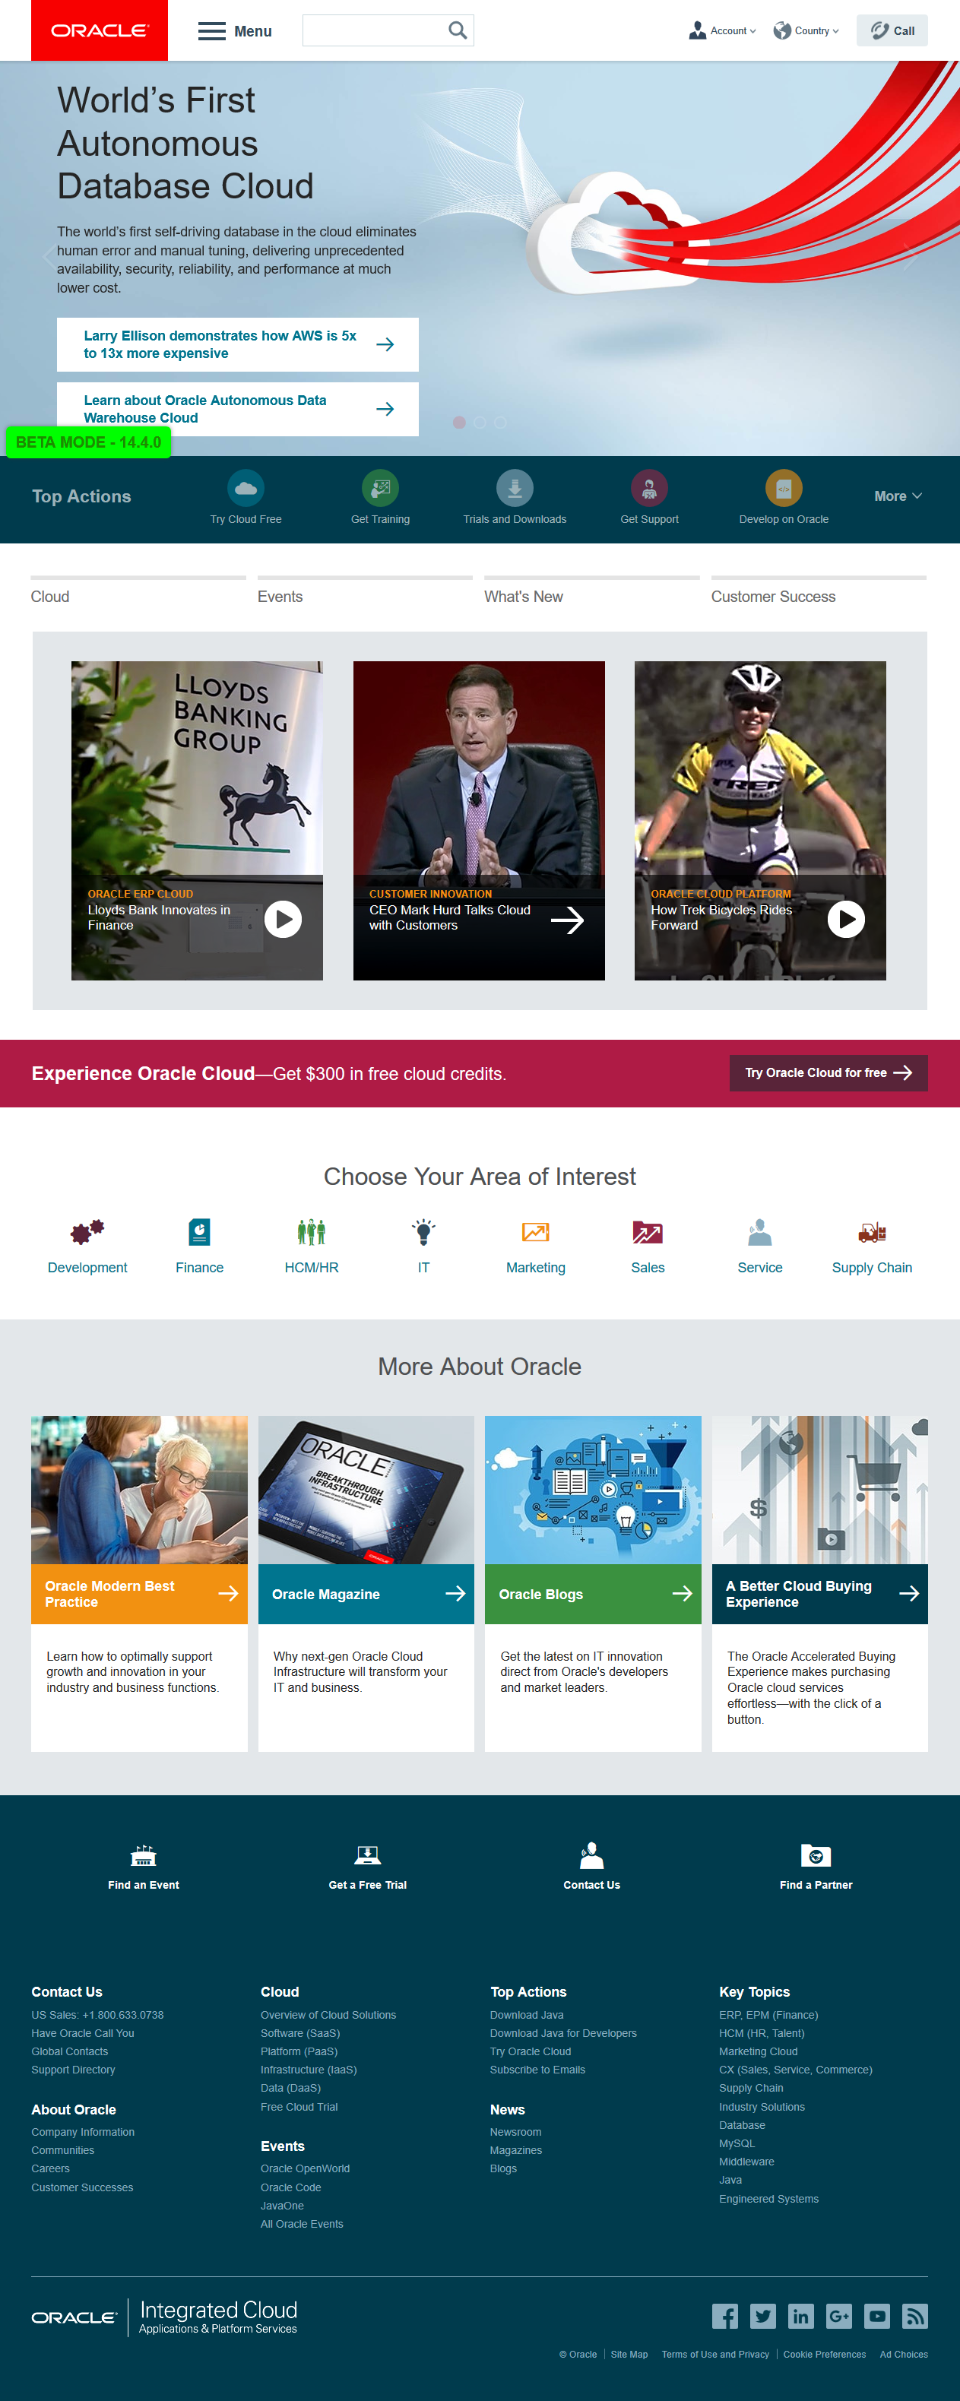 ORACLE
Menu
Account
Country
Call
World's First
Autonomous
Database Cloud
The world's first self-driving database in the cloud eliminates
human error and manual tuning, delivering unprecedented
availability, security, reliability, and performance at much
lower cost.
Larry Ellison demonstrates how AWS is 5x
to 13x more expensive
Learn about Oracle Autonomous Data
Warehouse Cloud
BETA MODE - 14.4.0
Top Actions
Try Cloud Free
Get Training
Trials and Downloads
Get Support
Develop on Oracle
More
Cloud
Events
What's New
Customer Success
LLOYDS
BANKING
GROUP
ORACLE ERP CLOUD
Lloyds Bank Innovates in
Finance
CUSTOMER INNOVATION
CEO Mark Hurd Talks Cloud
with Customers
TREK
ORACLE CLOUD PLATFORM
How Trek Bicycles Rides
Forward
Experience Oracle Cloud—Get $300 in free cloud credits.
Try Oracle Cloud for free
Choose Your Area of Interest
Development
Finance
HCM/HR
IT
Marketing
Sales
Service
Supply Chain
More About Oracle
ORACLE
BREAKTHROUGH
INFRASTRUCTURE
$
Oracle Modern Best
Practice
Oracle Magazine
Oracle Blogs
A Better Cloud Buying
Experience
Learn how to optimally support
growth and innovation in your
industry and business functions.
Why next-gen Oracle Cloud
Infrastructure will transform your
IT and business.
Get the latest on IT innovation
direct from Oracle's developers
and market leaders.
The Oracle Accelerated Buying
Experience makes purchasing
Oracle cloud services
effortless—with the click of a
button.
Find an Event
Get a Free Trial
Contact Us
Find a Partner
Contact Us
US Sales: +1.800.633.0738
Have Oracle Call You
Global Contacts
Support Directory
About Oracle
Company Information
Communities
Careers
Customer Successes
Cloud
Overview of Cloud Solutions
Software (SaaS)
Platform (PaaS)
Infrastructure (IaaS)
Data (DaaS)
Free Cloud Trial
Events
Oracle OpenWorld
Oracle Code
JavaOne
All Oracle Events
Top Actions
Download Java
Download Java for Developers
Try Oracle Cloud
Subscribe to Emails
News
Newsroom
Magazines
Blogs
Key Topics
ERP, EPM (Finance)
HCM (HR, Talent)
Marketing Cloud
CX (Sales, Service, Commerce)
Supply Chain
Industry Solutions
Database
MySQL
Middleware
Java
Engineered Systems
ORACLE
Integrated Cloud
Applications & Platform Services
© Oracle
Site Map
Terms of Use and Privacy
Cookie Preferences
Ad Choices